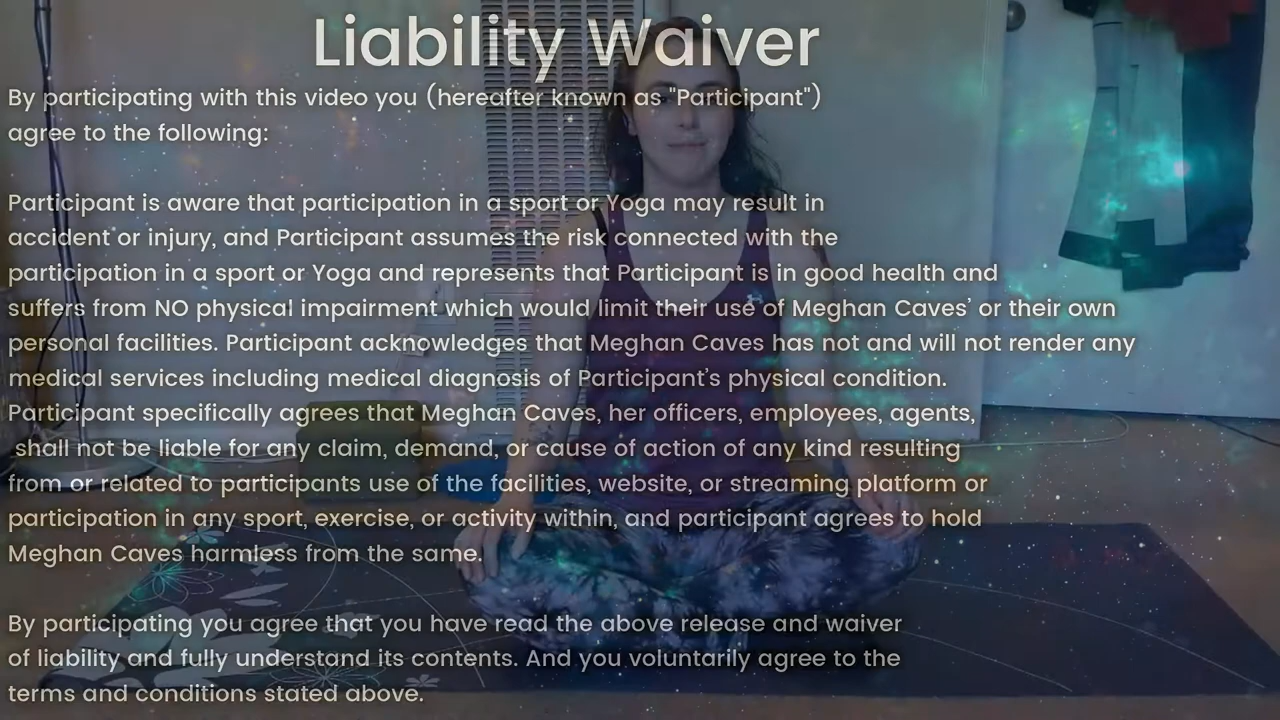 Liability Waiver
By participating with this video you (hereafter known as "Participant")
agree to the following:
Participant is aware that participation in a sport or Yoga may result in
accident or injury, and Participant assumes the risk connected with the
participation in a sport or Yoga and represents that Participant is in good health and
suffers from NO physical impairment which would limit their use of Meghan Caves’ or their own
personal facilities. Participant acknowledges that Meghan Caves has not and will not render any
medical services including medical diagnosis of Participant’s physical condition.
Participant specifically agrees that Meghan Caves, her officers, employees, agents,
shall not be liable for any claim, demand, or cause of action of any kind resulting
from or related to participants use of the facilities, website, or streaming platform or
participation in any sport, exercise, or activity within, and participant agrees to hold
Meghan Caves harmless from the same.
By participating you agree that you have read the above release and waiver
of liability and fully understand its contents. And you voluntarily agree to the
terms and conditions stated above.